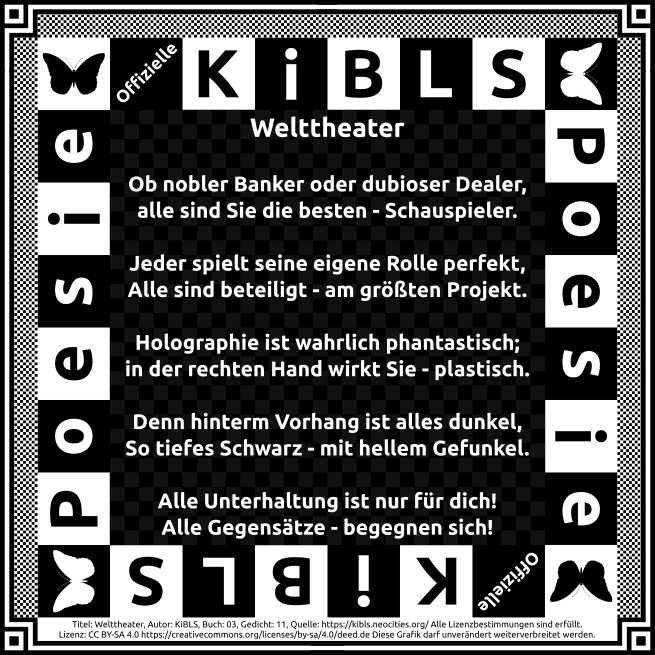 Offizielle KiBLS
Poesie
Poesie
Welttheater
Ob nobler Banker oder dubioser Dealer,
alle sind Sie die besten - Schauspieler.
Jeder spielt seine eigene Rolle perfekt,
Alle sind beteiligt - am größten Projekt.
Holographie ist wahrlich phantastisch;
in der rechten Hand wirkt Sie - plastisch.
Denn hinterm Vorhang ist alles dunkel,
So tiefes Schwarz - mit hellem Gefunkel.
Alle Unterhaltung ist nur für dich!
Alle Gegensätze - begegnen sich!
Offizielle KiBLS
Titel: Welttheater, Autor: KiBLS, Buch: 03, Gedicht: 11, Quelle: https://kibls.neocities.org/ Alle Lizenzbestimmungen sind erfüllt.
Lizenz: CC BY-SA 4.0 https://creativecommons.org/licenses/by-sa/4.0/deed.de Diese Grafik darf unverändert weiterverbreitet werden.